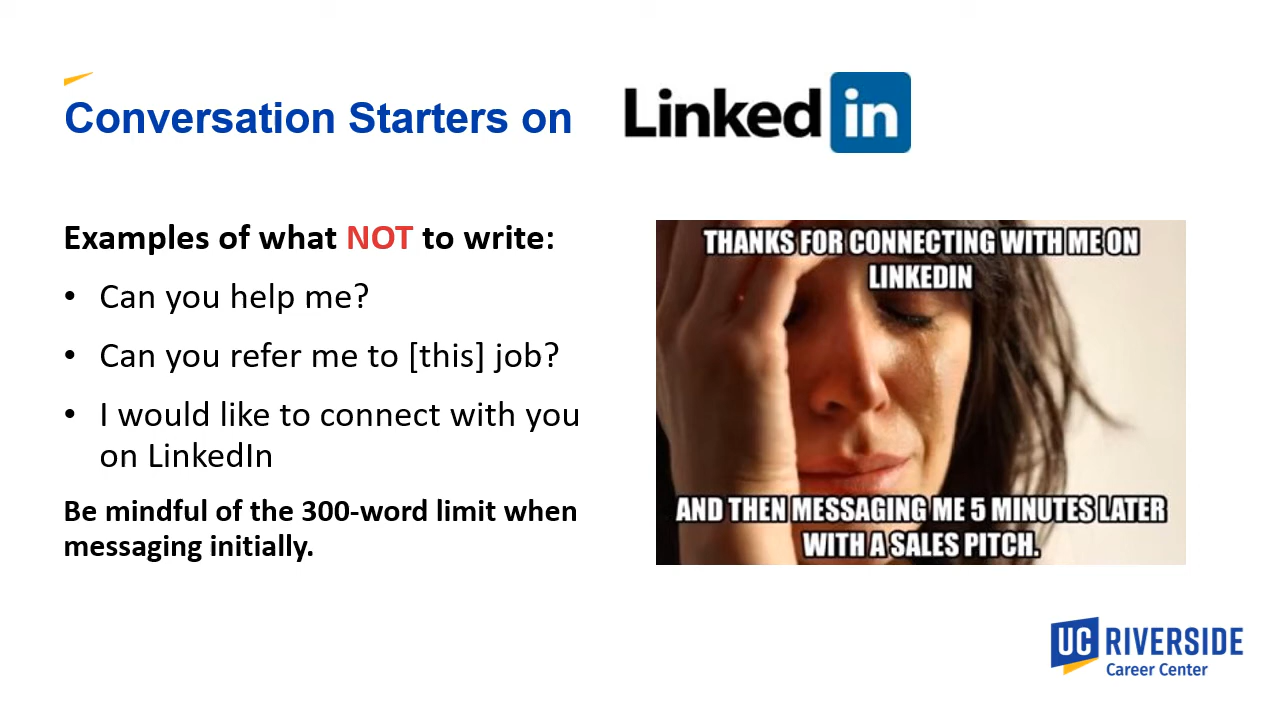 Conversation Starters on
Linked in
Examples of what NOT to write:
• Can you help me?
• Can you refer me to [this] job?
• I would like to connect with you
on LinkedIn
Be mindful of the 300-word limit when
messaging initially.
THANKS FOR CONNECTING WITH ME ON
LINKEDIN
AND THEN MESSAGING ME 5 MINUTES LATER
WITH A SALES PITCH.
UC RIVERSIDE
Career Center